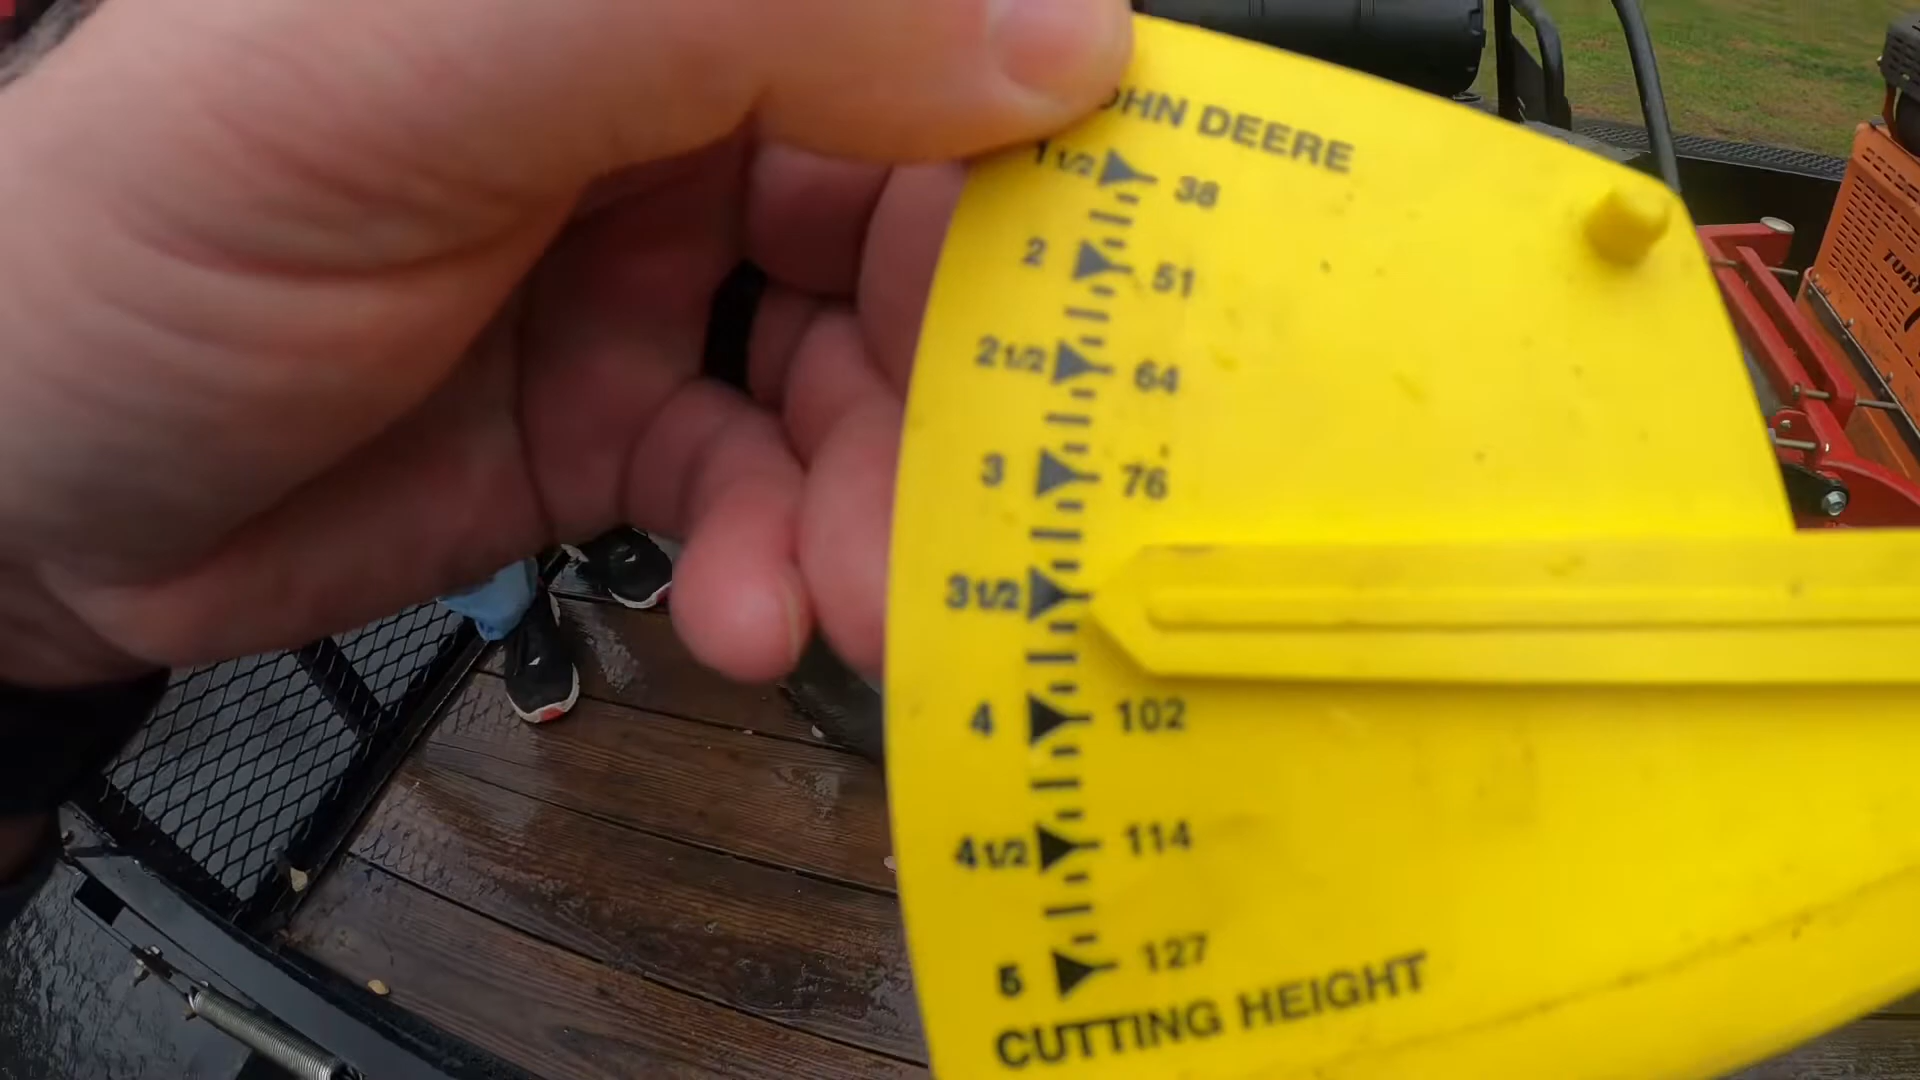 OHN DEERE
1 1/2 38
2 51
2 1/2 64
3 76
3 1/2
4 102
4 1/2 114
5 127
CUTTING HEIGHT